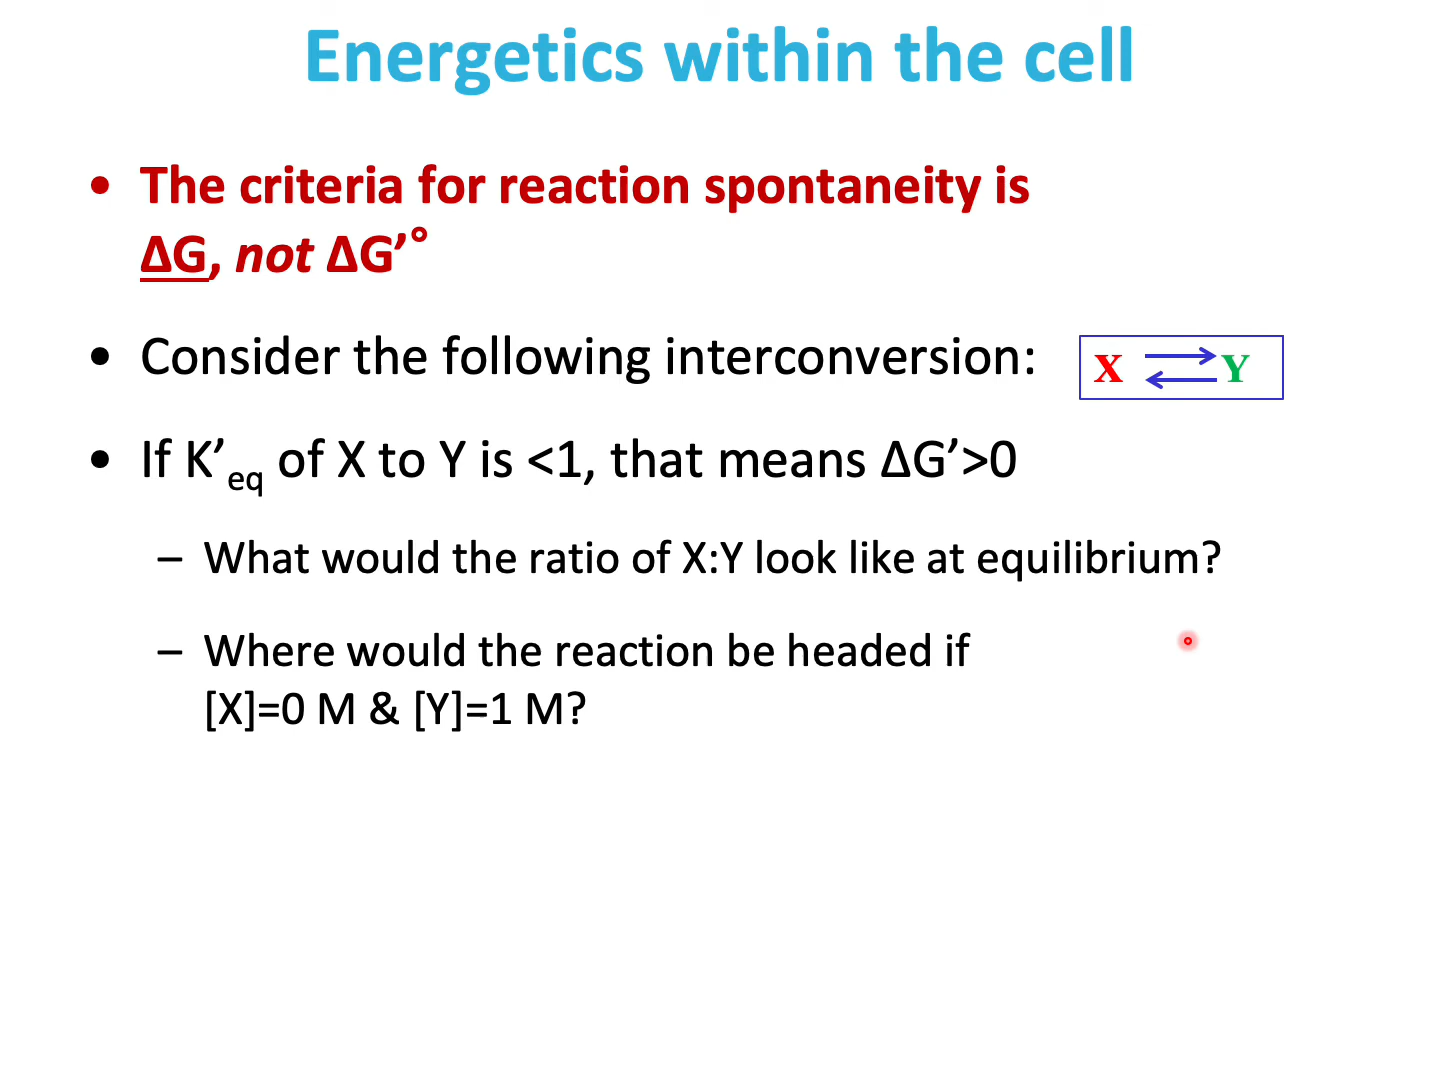 Energetics within the cell
• The criteria for reaction spontaneity is
ΔG, not ΔG’°
• Consider the following interconversion:
X ⇄ Y
• If K’eq of X to Y is <1, that means ΔG’>0
– What would the ratio of X:Y look like at equilibrium?
– Where would the reaction be headed if
[X]=0 M & [Y]=1 M?